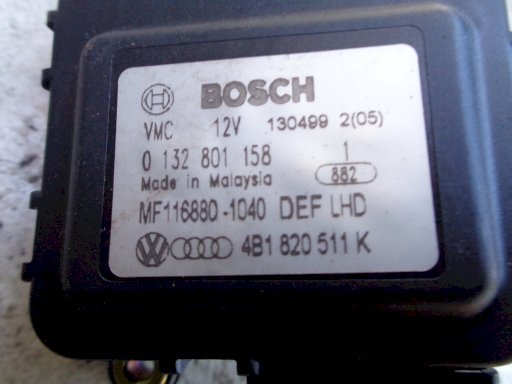 BOSCH
VMC 12V 130499 2(05)
0 132 801 158 1
Made in Malaysia 882
MF116880-1040 DEF LHD
4B1 820 511 K